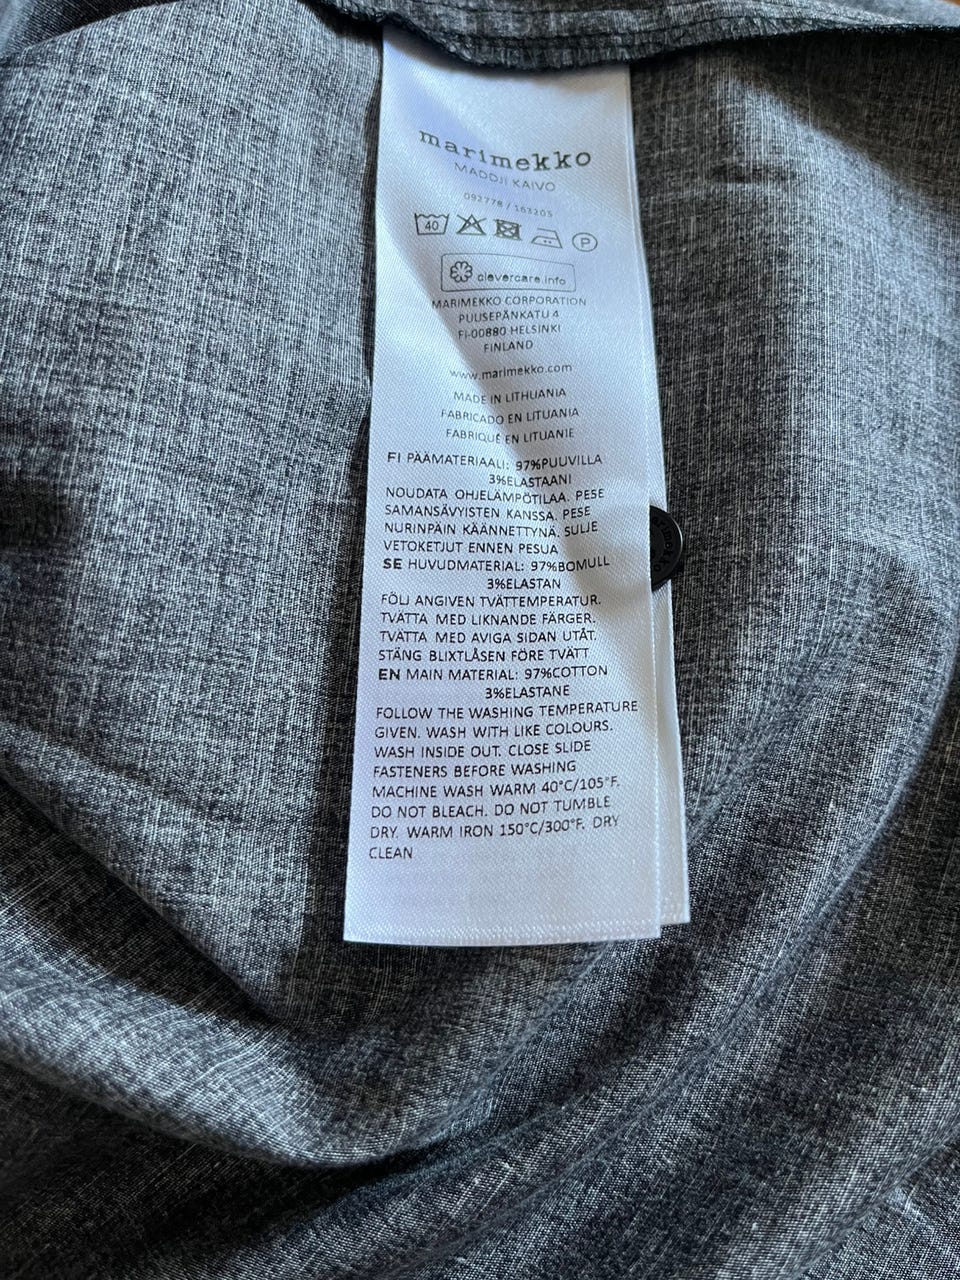 marimekko
MADDJI KAIVO
092778 / 163205
40 P
clevercare.info
MARIMEKKO CORPORATION
PUUSEPÄNKATU 4
FI-00880 HELSINKI
FINLAND
www.marimekko.com
MADE IN LITHUANIA
FABRICADO EN LITUANIA
FABRIQUÉ EN LITUANIE
FI PÄÄMATERIAALI: 97%PUUVILLA
3%ELASTAANI
NOUDATA OHJELÄMPÖTILAA. PESE
SAMANSÄVYISTEN KANSSA. PESE
NURINPÄIN KÄÄNNETTYNÄ. SULJE
VETOKETJUT ENNEN PESUA
SE HUVUDMATERIAL: 97%BOMULL
3%ELASTAN
FÖLJ ANGIVEN TVÄTTEMPERATUR.
TVÄTTA MED LIKNANDE FÄRGER.
TVÄTTA MED AVIGA SIDAN UTÅT.
STÄNG BLIXTLÅSEN FÖRE TVÄTT
EN MAIN MATERIAL: 97%COTTON
3%ELASTANE
FOLLOW THE WASHING TEMPERATURE
GIVEN. WASH WITH LIKE COLOURS.
WASH INSIDE OUT. CLOSE SLIDE
FASTENERS BEFORE WASHING
MACHINE WASH WARM 40°C/105°F.
DO NOT BLEACH. DO NOT TUMBLE
DRY. WARM IRON 150°C/300°F. DRY
CLEAN